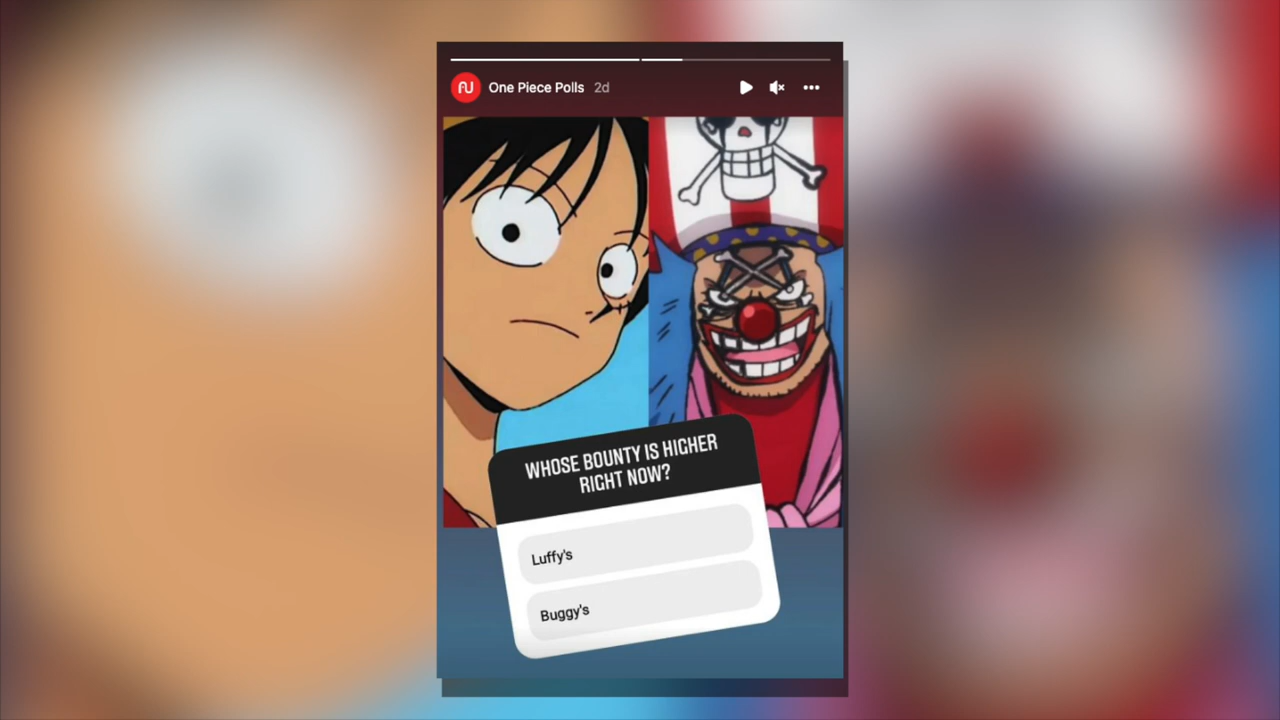 One Piece Polls 2d
WHOSE BOUNTY IS HIGHER
RIGHT NOW?
Luffy's
Buggy's